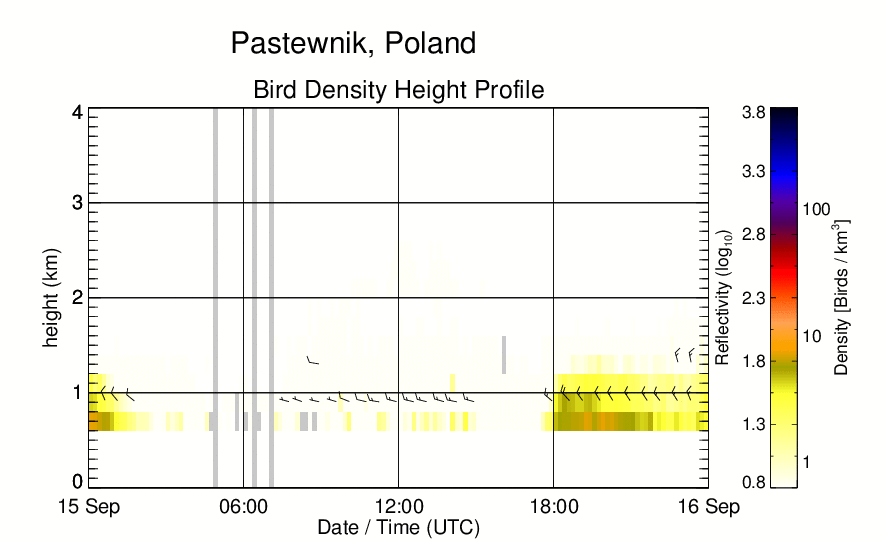 Pastewnik, Poland
Bird Density Height Profile
4
3
2
1
0
height (km)
15 Sep
06:00
12:00
18:00
16 Sep
Date / Time (UTC)
3.8
3.3
2.8
2.3
1.8
1.3
0.8
Reflectivity (log₁₀)
100
10
1
Density [Birds / km³]